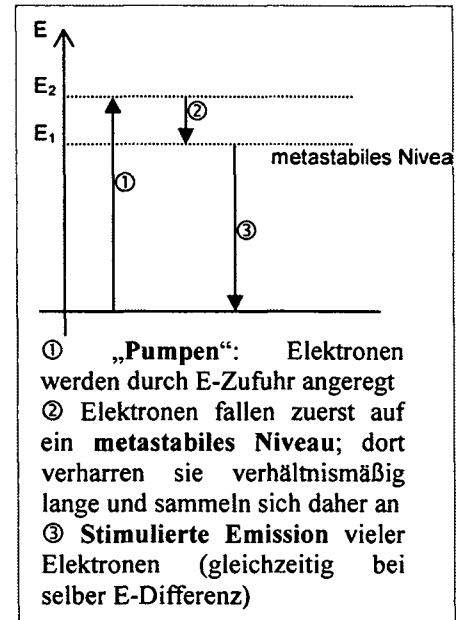 E
E₂
②
E₁
metastabiles Nivea
①
③
① „Pumpen“: Elektronen
werden durch E-Zufuhr angeregt
② Elektronen fallen zuerst auf
ein metastabiles Niveau; dort
verharren sie verhältnismäßig
lange und sammeln sich daher an
③ Stimulierte Emission vieler
Elektronen (gleichzeitig bei
selber E-Differenz)